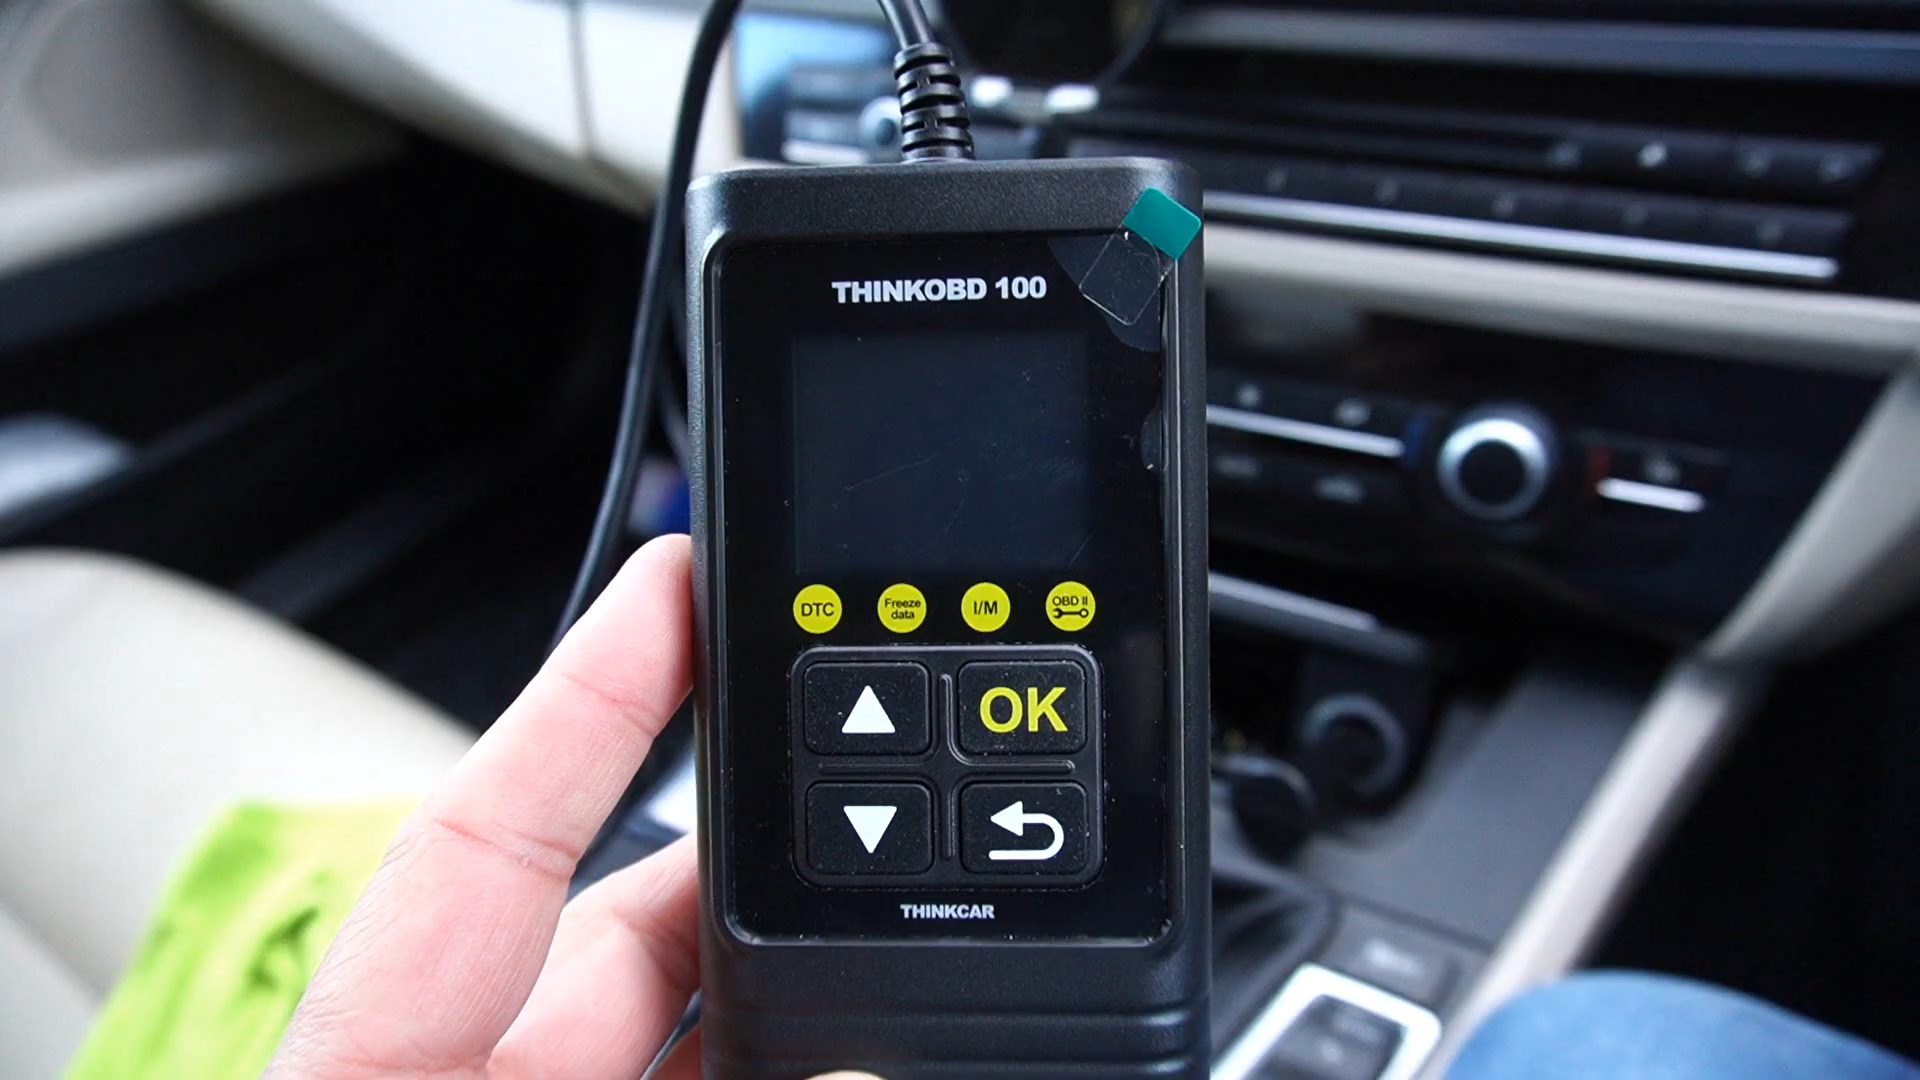 THINKOBD 100
DTC
Freeze
data
I/M
OBD II
OK
THINKCAR